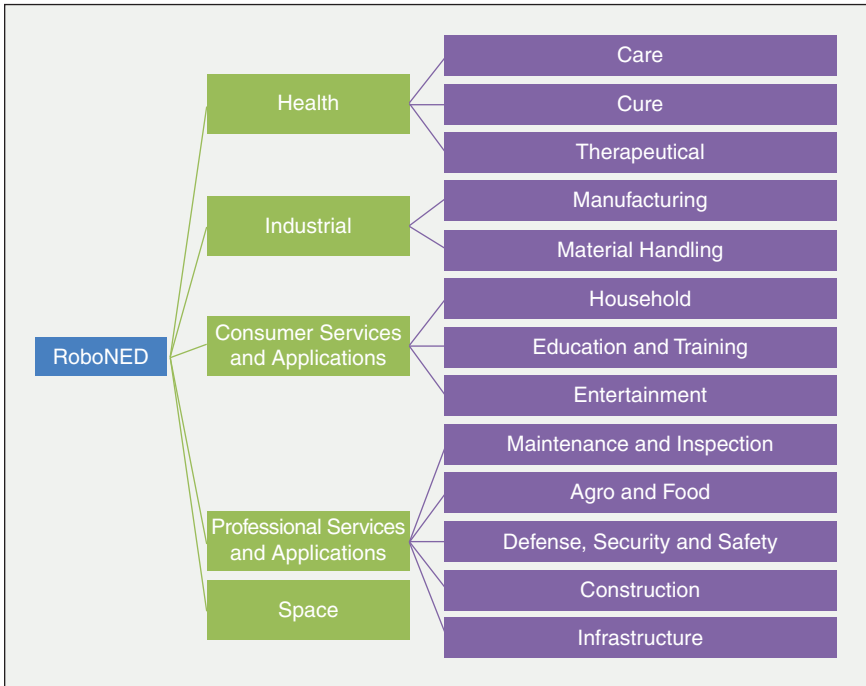 RoboNED
Health
Industrial
Consumer Services
and Applications
Professional Services
and Applications
Space
Care
Cure
Therapeutical
Manufacturing
Material Handling
Household
Education and Training
Entertainment
Maintenance and Inspection
Agro and Food
Defense, Security and Safety
Construction
Infrastructure